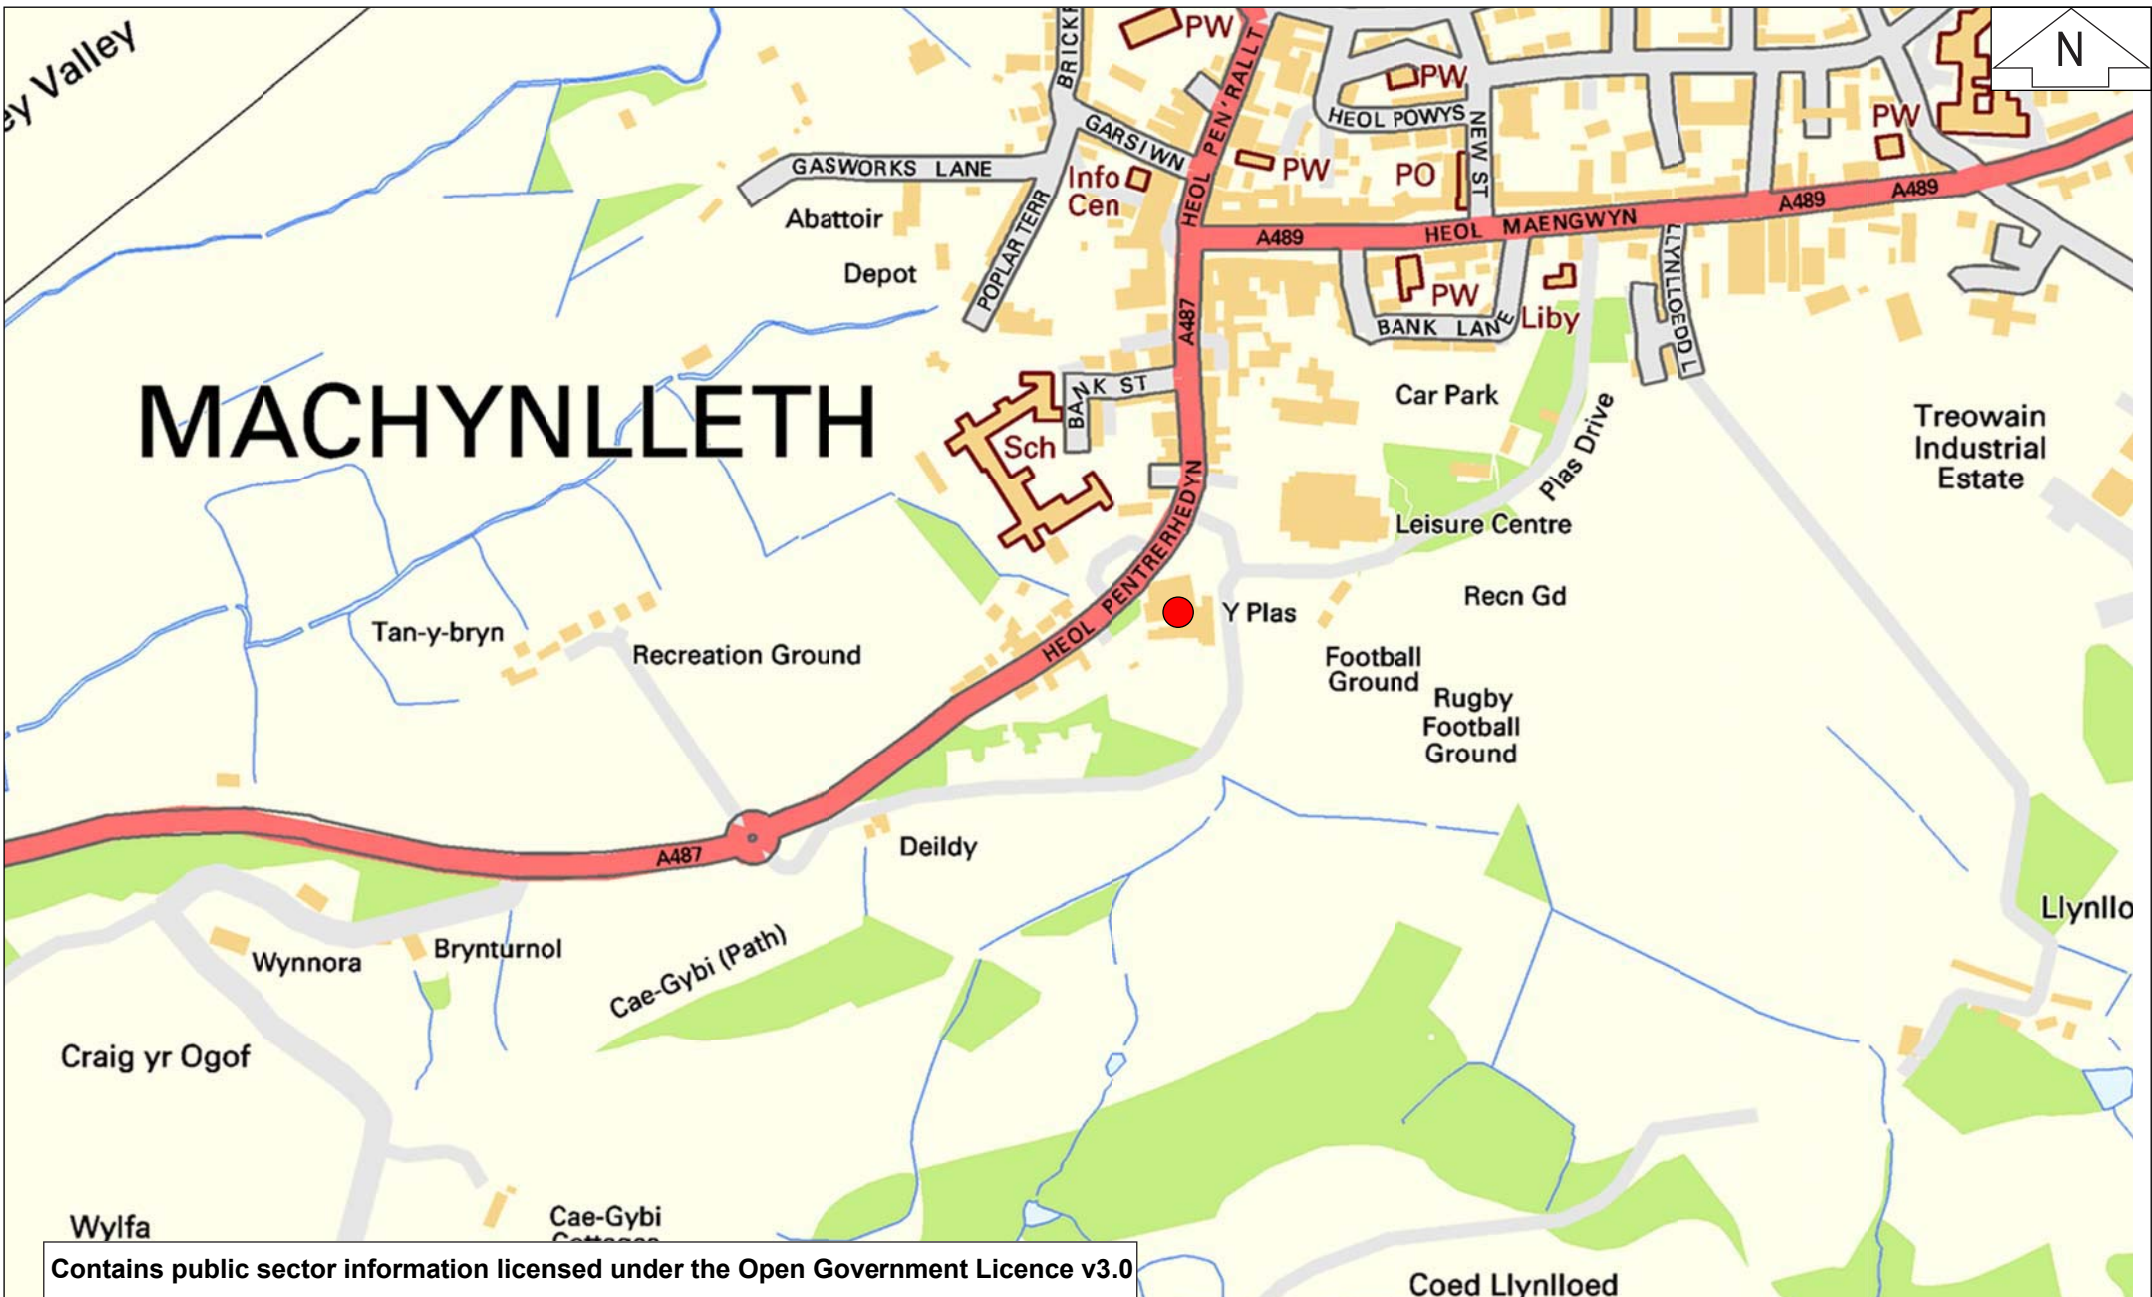 ey Valley
BRICKF
PW
HEOL PEN'RALLT
PW
N
HEOL POWYS
NEW ST
PW
GARSIWN
GASWORKS LANE
Info
Cen
PW
PO
A489
A489
Abattoir
POPLAR TERR
A489
HEOL MAENGWYN
Depot
PW
LLYNLLOEDD L
A487
BANK LANE
Liby
MACHYNLLETH
BANK ST
Car Park
Plas Drive
Treowain
Industrial
Estate
Sch
Leisure Centre
HEOL PENTRERHEDYN
Recn Gd
Y Plas
Tan-y-bryn
Recreation Ground
Football
Ground
Rugby
Football
Ground
A487
Deildy
Llynllo
Wynnora
Brynturnol
Cae-Gybi (Path)
Craig yr Ogof
Wylfa
Cae-Gybi
Cottages
Contains public sector information licensed under the Open Government Licence v3.0
Coed Llynlloed